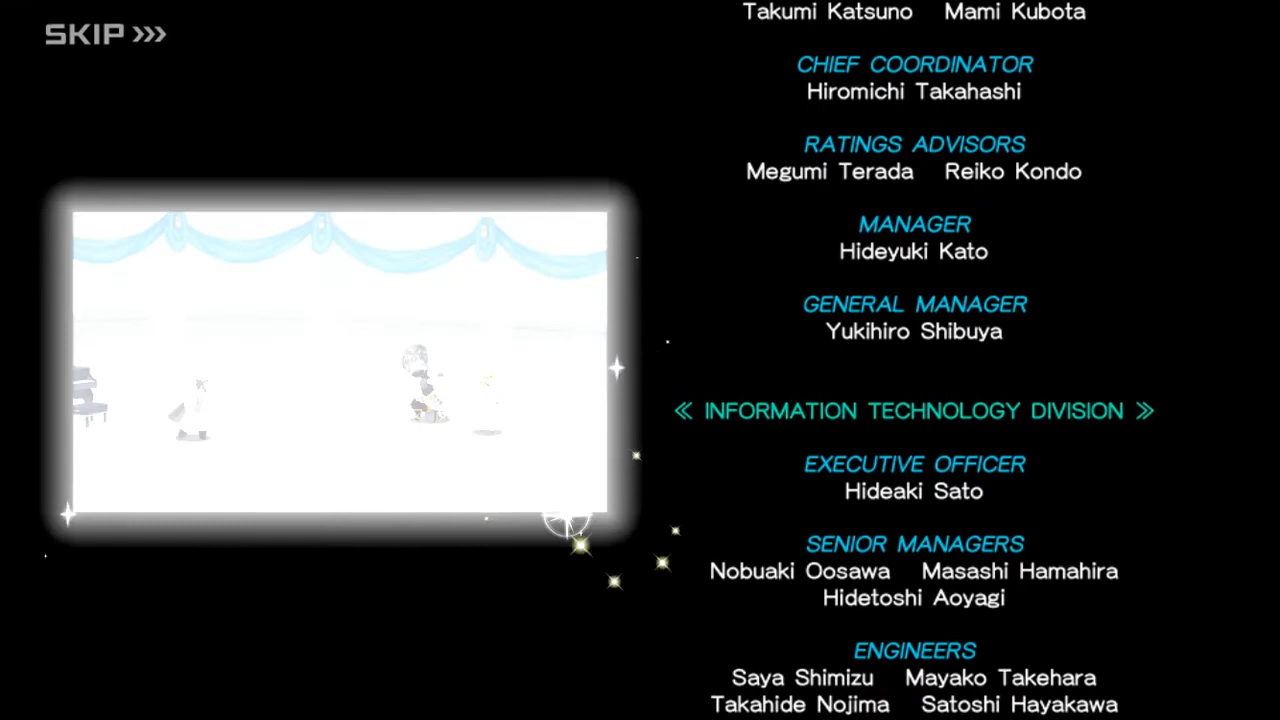 SKIP >>>
Takumi Katsuno Mami Kubota
CHIEF COORDINATOR
Hiromichi Takahashi
RATINGS ADVISORS
Megumi Terada Reiko Kondo
MANAGER
Hideyuki Kato
GENERAL MANAGER
Yukihiro Shibuya
≪ INFORMATION TECHNOLOGY DIVISION ≫
EXECUTIVE OFFICER
Hideaki Sato
SENIOR MANAGERS
Nobuaki Oosawa Masashi Hamahira
Hidetoshi Aoyagi
ENGINEERS
Saya Shimizu Mayako Takehara
Takahide Nojima Satoshi Hayakawa